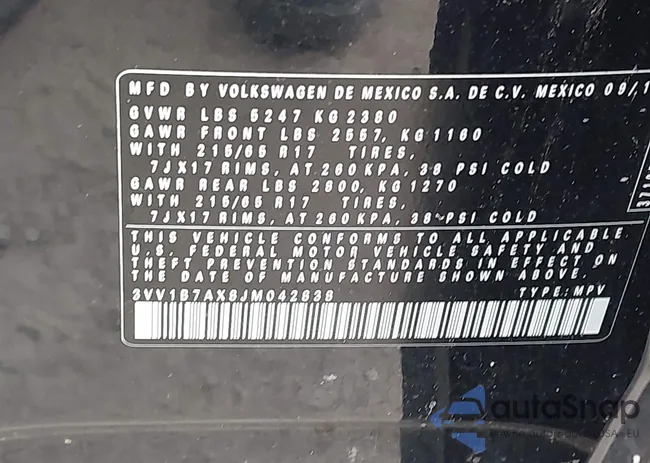 MFD BY VOLKSWAGEN DE MEXICO S.A. DE C.V. MEXICO 09/1
GVWR LBS 5247 KG 2380
GAWR FRONT LBS 2557, KG 1160
WITH 215/65 R17 TIRES,
7JX17 RIMS, AT 260 KPA, 38 PSI COLD
GAWR REAR LBS 2800, KG 1270
WITH 215/65 R17 TIRES,
7JX17 RIMS, AT 260 KPA, 38 PSI COLD
THIS VEHICLE CONFORMS TO ALL APPLICABLE
U.S. FEDERAL MOTOR VEHICLE SAFETY AND
THEFT PREVENTION STANDARDS IN EFFECT ON
THE DATE OF MANUFACTURE SHOWN ABOVE.
3VV1B7AX6JM042838 TYPE: MPV
autoSnap